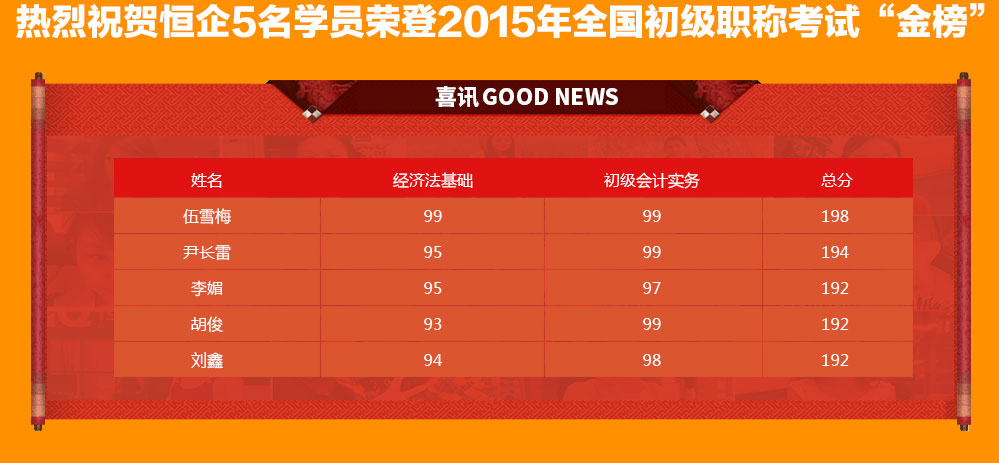 热烈祝贺恒企5名学员荣登2015年全国初级职称考试“金榜”
喜讯 GOOD NEWS
姓名 经济法基础 初级会计实务 总分
伍雪梅 99 99 198
尹长雷 95 99 194
李媚 95 97 192
胡俊 93 99 192
刘鑫 94 98 192